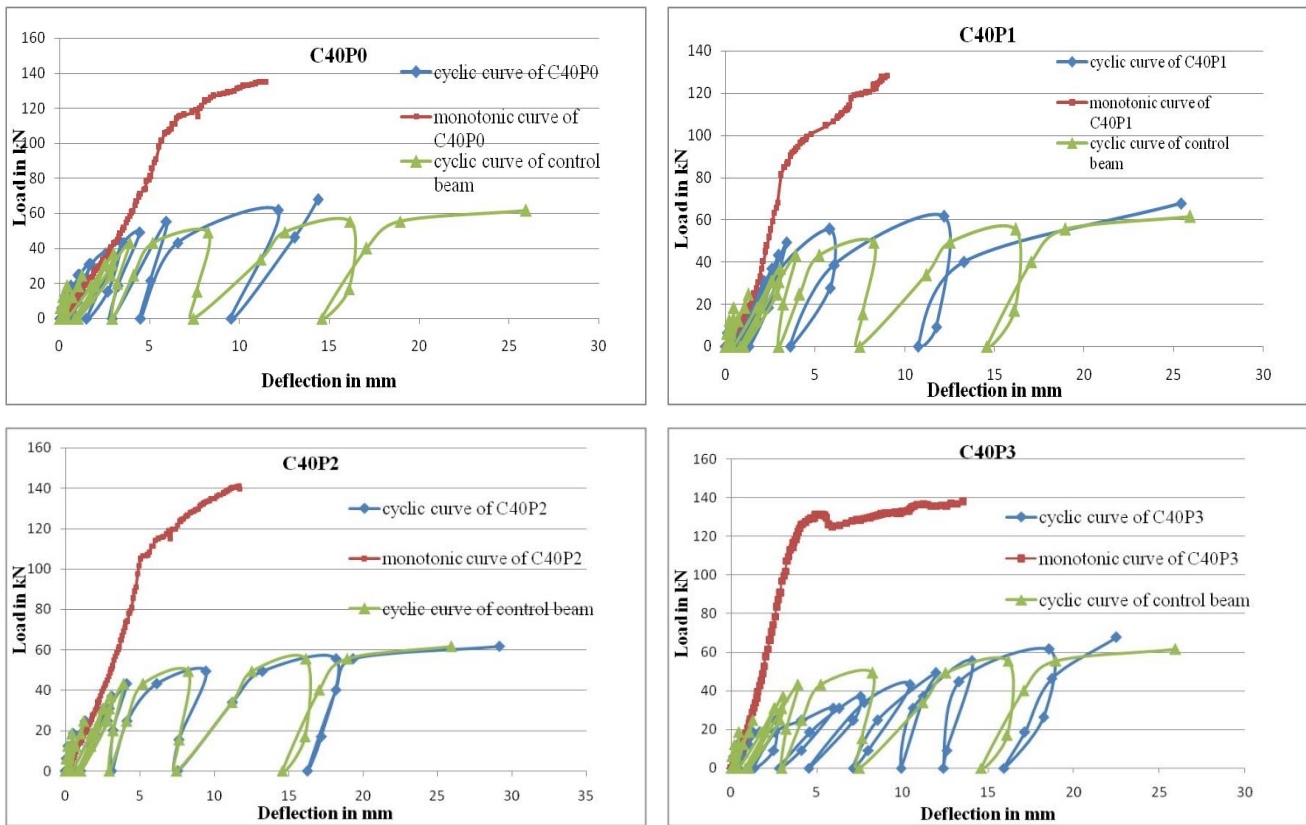 C40P0
160
140
120
100
80
60
40
20
0
Load in kN
cyclic curve of C40P0
monotonic curve of
C40P0
cyclic curve of control
beam
0 5 10 15 20 25 30
Deflection in mm
C40P1
140
120
100
80
60
40
20
0
Load in kN
cyclic curve of C40P1
monotonic curve of
C40P1
cyclic curve of control
beam
0 5 10 15 20 25 30
Deflection in mm
C40P2
160
140
120
100
80
60
40
20
0
Load in kN
cyclic curve of C40P2
monotonic curve of C40P2
cyclic curve of control beam
0 5 10 15 20 25 30 35
Deflection in mm
C40P3
160
140
120
100
80
60
40
20
0
Load in kN
cyclic curve of C40P3
monotonic curve of C40P3
cyclic curve of control beam
0 5 10 15 20 25 30
Deflection in mm